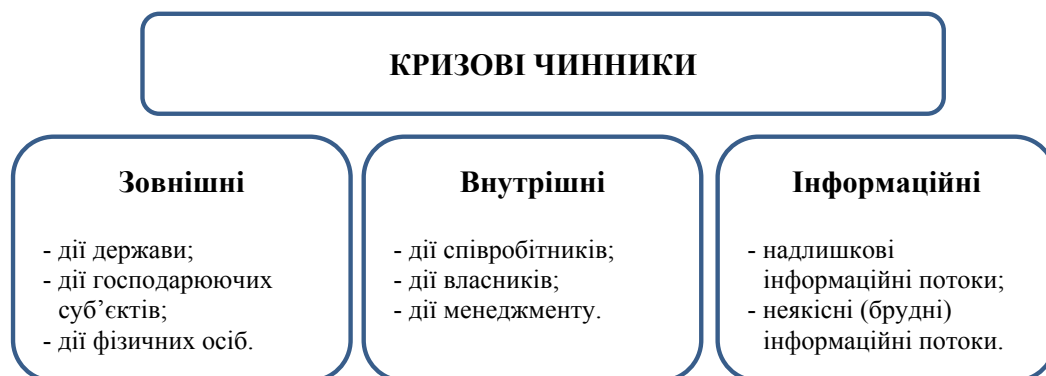 КРИЗОВІ ЧИННИКИ
Зовнішні
- дії держави;
- дії господарюючих
суб’єктів;
- дії фізичних осіб.
Внутрішні
- дії співробітників;
- дії власників;
- дії менеджменту.
Інформаційні
- надлишкові
інформаційні потоки;
- неякісні (брудні)
інформаційні потоки.